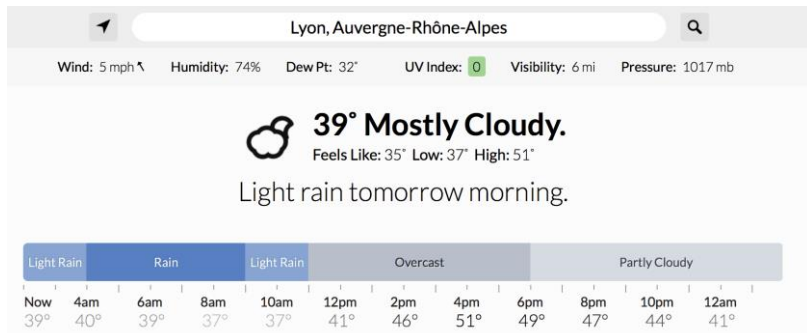 Lyon, Auvergne-Rhône-Alpes
Wind: 5 mph Humidity: 74% Dew Pt: 32° UV Index: 0 Visibility: 6 mi Pressure: 1017 mb
39° Mostly Cloudy.
Feels Like: 35° Low: 37° High: 51°
Light rain tomorrow morning.
Light Rain Rain Light Rain Overcast Partly Cloudy
Now 4am 6am 8am 10am 12pm 2pm 4pm 6pm 8pm 10pm 12am
39° 40° 39° 37° 37° 41° 46° 51° 49° 47° 44° 41°